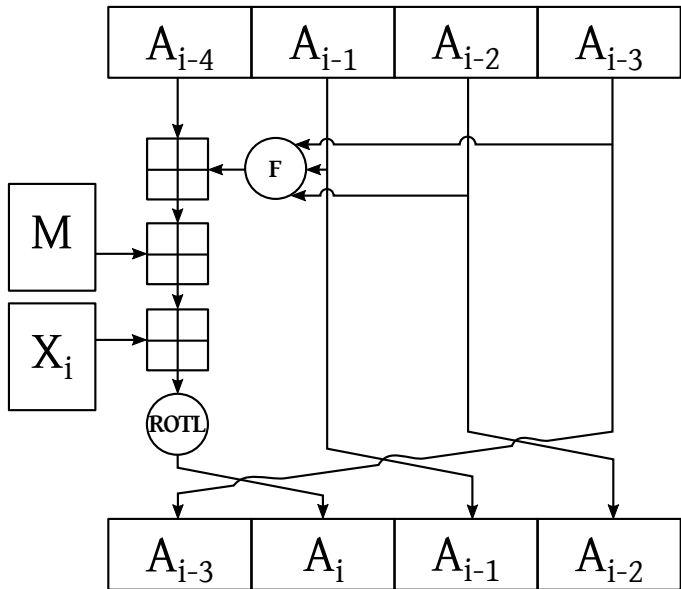 A_{i-4} A_{i-1} A_{i-2} A_{i-3}
F
M
X_i
ROTL
A_{i-3} A_i A_{i-1} A_{i-2}